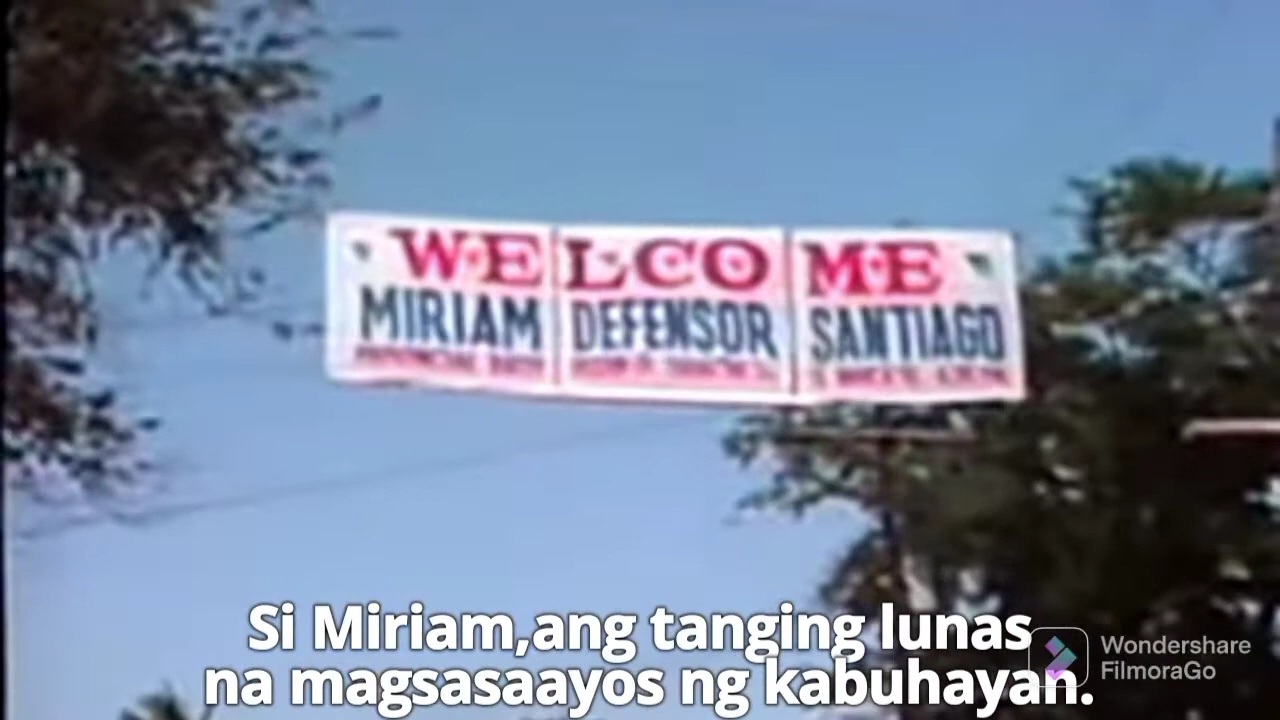 WELCOME
MIRIAM DEFENSOR SANTIAGO
Si Miriam,ang tanging lunas
na magsasaayos ng kabuhayan.
Wondershare
FilmoraGo